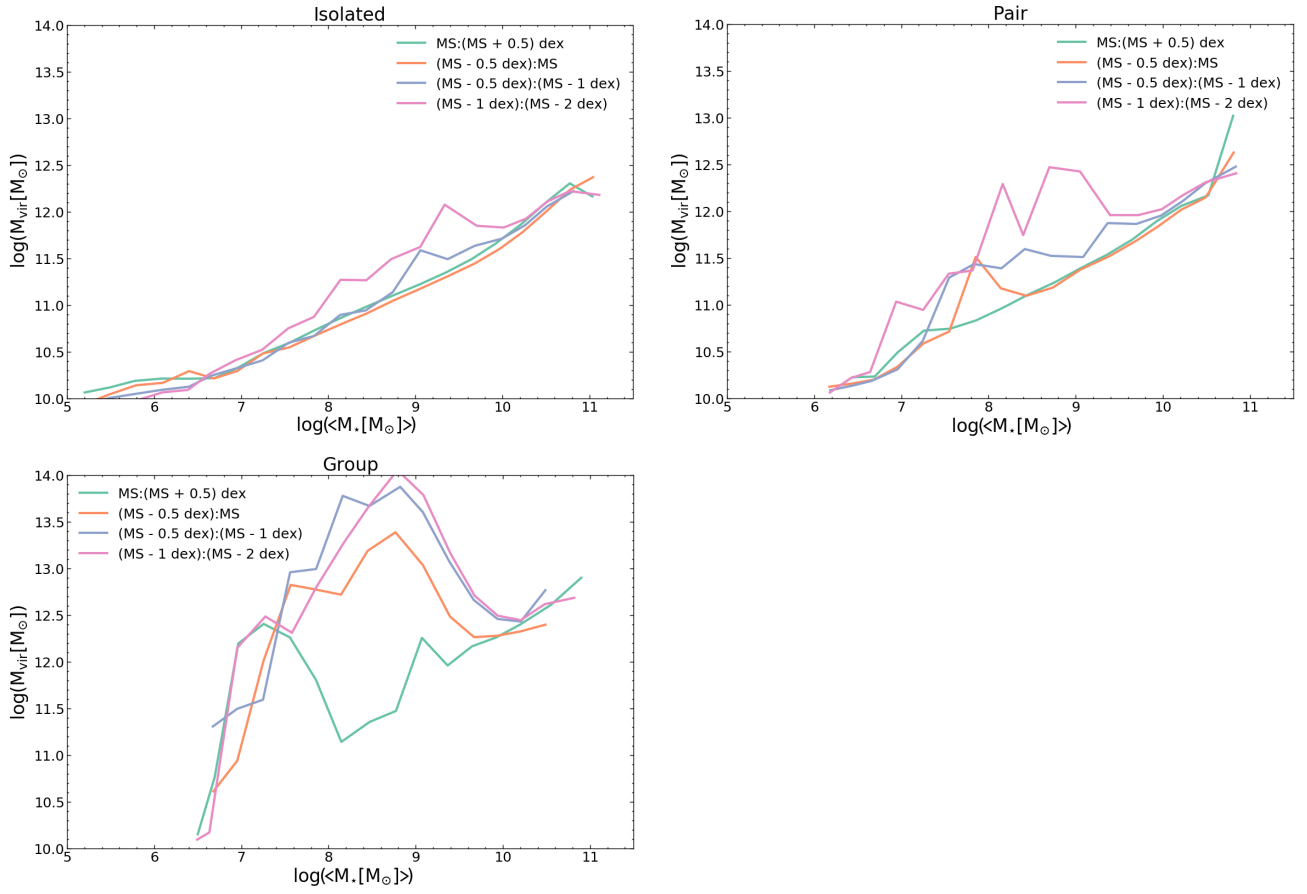 Isolated
14.0
13.5
13.0
12.5
12.0
11.5
11.0
10.5
10.0
log(M_vir[M_⊙])
MS:(MS + 0.5) dex
(MS - 0.5 dex):MS
(MS - 0.5 dex):(MS - 1 dex)
(MS - 1 dex):(MS - 2 dex)
5 6 7 8 9 10 11
log(<M⋆[M⊙]>)
Pair
14.0
13.5
13.0
12.5
12.0
11.5
11.0
10.5
10.0
log(M_vir[M_⊙])
MS:(MS + 0.5) dex
(MS - 0.5 dex):MS
(MS - 0.5 dex):(MS - 1 dex)
(MS - 1 dex):(MS - 2 dex)
5 6 7 8 9 10 11
log(<M⋆[M⊙]>)
Group
14.0
13.5
13.0
12.5
12.0
11.5
11.0
10.5
10.0
log(M_vir[M_⊙])
MS:(MS + 0.5) dex
(MS - 0.5 dex):MS
(MS - 0.5 dex):(MS - 1 dex)
(MS - 1 dex):(MS - 2 dex)
5 6 7 8 9 10 11
log(<M⋆[M⊙]>)